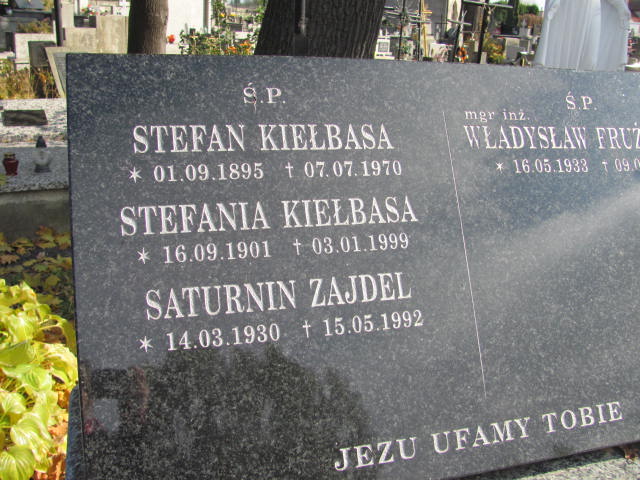 Ś.P.
STEFAN KIEŁBASA
* 01.09.1895 † 07.07.1970
STEFANIA KIEŁBASA
* 16.09.1901 † 03.01.1999
SATURNIN ZAJDEL
* 14.03.1930 † 15.05.1992
Ś.P.
mgr inż.
WŁADYSŁAW
* 16.05.1933 †
JEZU UFAMY TOBIE